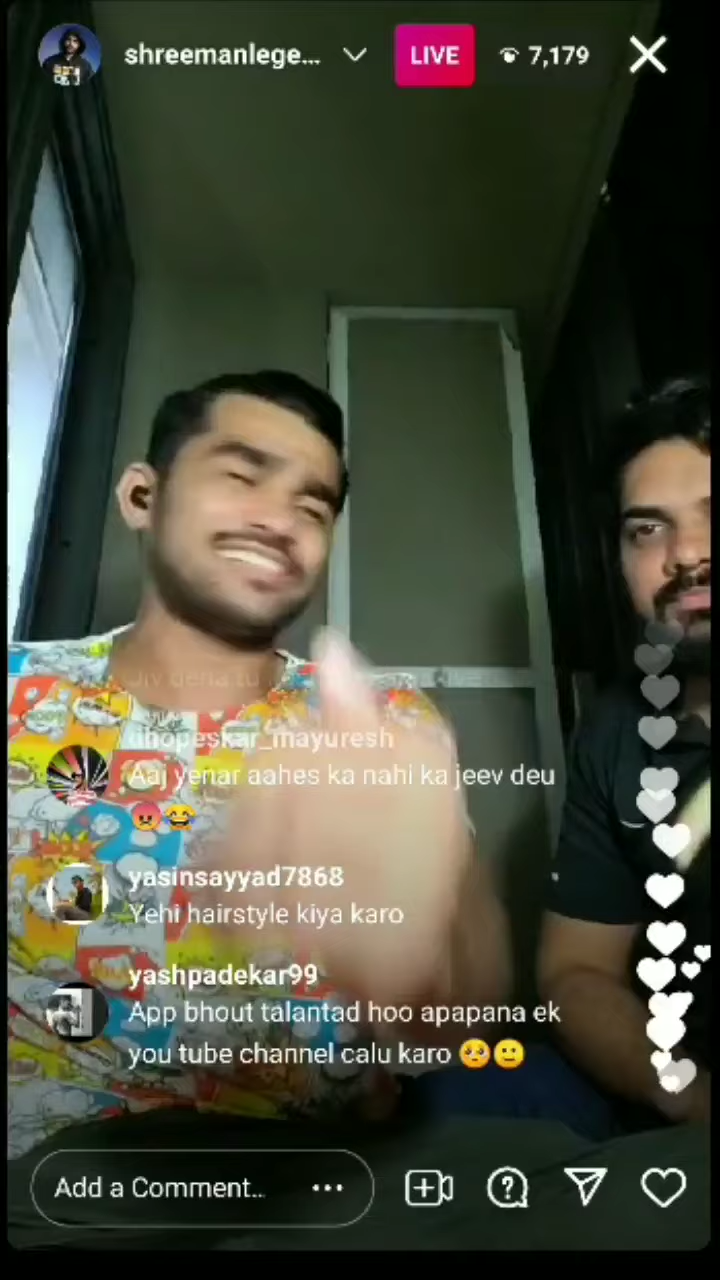 shreemanlege...
LIVE
7,179
dhopeskar_mayuresh
Aaj yenar aahes ka nahi ka jeev deu
😡😂
yasinsayyad7868
Yehi hairstyle kiya karo
yashpadekar99
App bhout talantad hoo apapana ek
you tube channel calu karo 🥺🙂
Add a Comment...